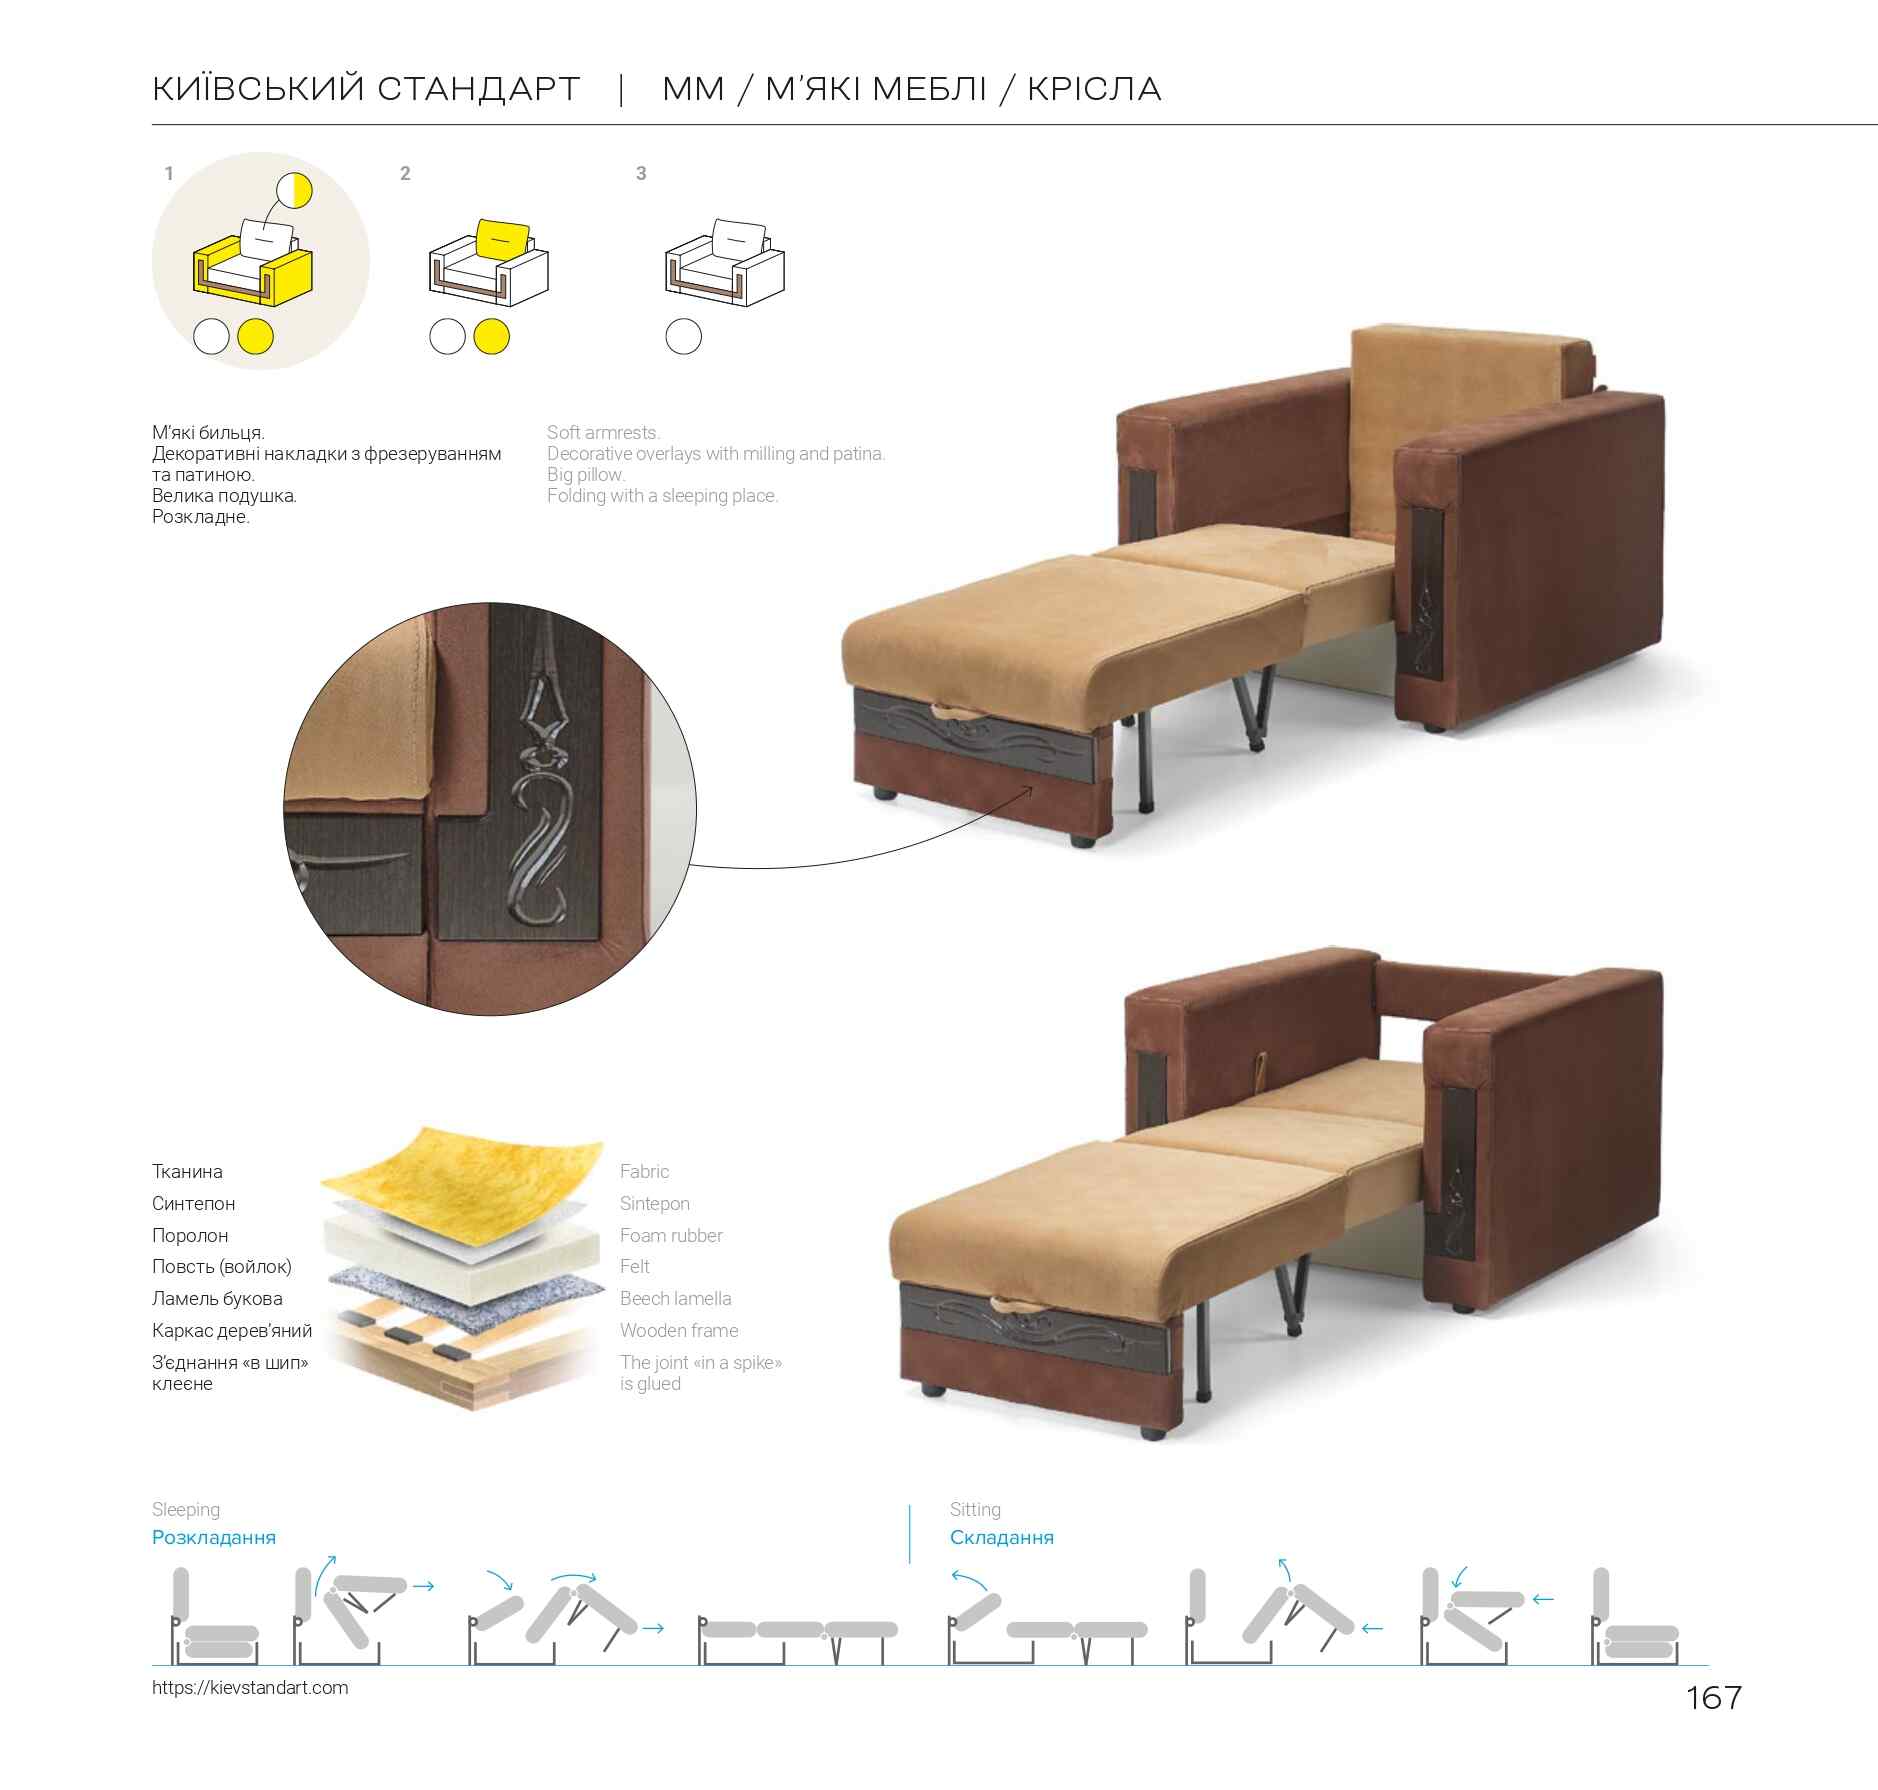 КИЇВСЬКИЙ СТАНДАРТ | ММ / М’ЯКІ МЕБЛІ / КРІСЛА
1
2
3
М’які бильця.
Декоративні накладки з фрезеруванням
та патиною.
Велика подушка.
Розкладне.
Soft armrests.
Decorative overlays with milling and patina.
Big pillow.
Folding with a sleeping place.
Тканина
Синтепон
Поролон
Повсть (войлок)
Ламель букова
Каркас дерев’яний
З’єднання «в шип»
клеєне
Fabric
Sintepon
Foam rubber
Felt
Beech lamella
Wooden frame
The joint «in a spike»
is glued
Sleeping
Розкладання
Sitting
Складання
https://kievstandart.com
167